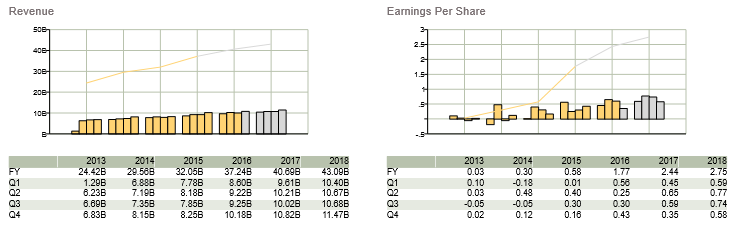 Revenue
50B
40B
30B
20B
10B
B
2013 2014 2015 2016 2017 2018
FY 24.42B 29.56B 32.05B 37.24B 40.69B 43.09B
Q1 1.29B 6.88B 7.78B 8.60B 9.61B 10.40B
Q2 6.23B 7.19B 8.18B 9.22B 10.21B 10.67B
Q3 6.69B 7.35B 7.85B 9.25B 10.02B 10.68B
Q4 6.83B 8.15B 8.25B 10.18B 10.82B 11.47B
Earnings Per Share
3
2.5
2
1.5
1
.5
-.5
2013 2014 2015 2016 2017 2018
FY 0.03 0.30 0.58 1.77 2.44 2.75
Q1 0.10 -0.18 0.01 0.56 0.45 0.59
Q2 0.03 0.48 0.40 0.25 0.65 0.77
Q3 -0.05 -0.05 0.30 0.30 0.59 0.74
Q4 0.02 0.12 0.16 0.43 0.35 0.58